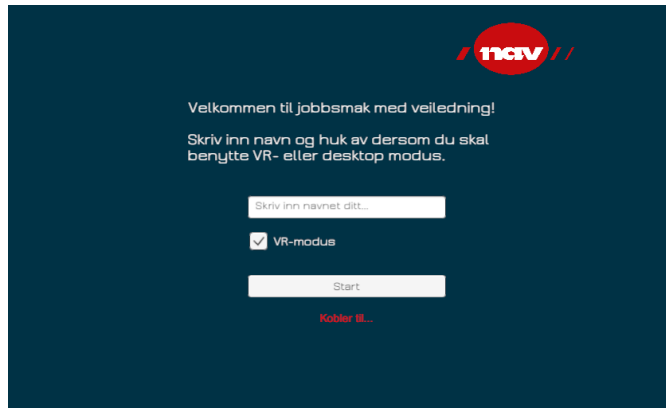 nav
Velkommen til jobbsmak med veiledning!
Skriv inn navn og huk av dersom du skal
benytte VR- eller desktop modus.
Skriv inn navnet ditt...
VR-modus
Start
Kobler til...